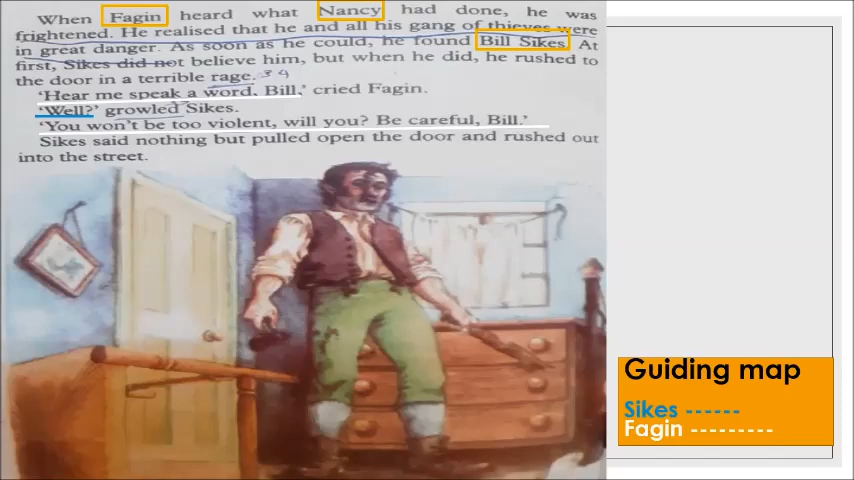 When Fagin heard what Nancy had done, he was
frightened. He realised that he and all his gang of thieves were
in great danger. As soon as he could, he found Bill Sikes. At
first, Sikes did not believe him, but when he did, he rushed to
the door in a terrible rage. 34
‘Hear me speak a word, Bill,’ cried Fagin.
‘Well?’ growled Sikes.
‘You won’t be too violent, will you? Be careful, Bill.’
Sikes said nothing but pulled open the door and rushed out
into the street.
Guiding map
Sikes ------
Fagin ---------